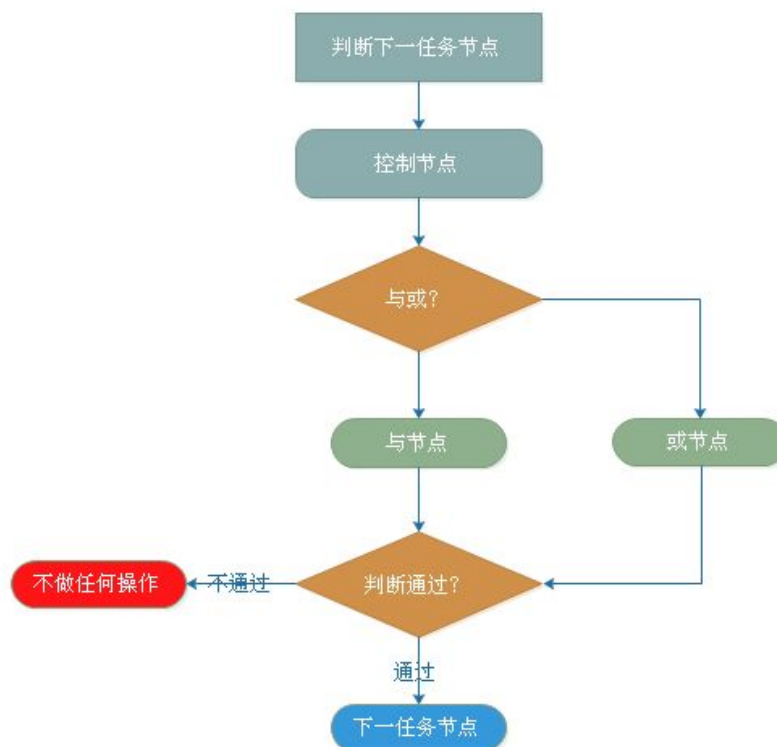 判断下一任务节点
控制节点
与或?
与节点
或节点
不做任何操作
不通过
判断通过?
通过
下一任务节点